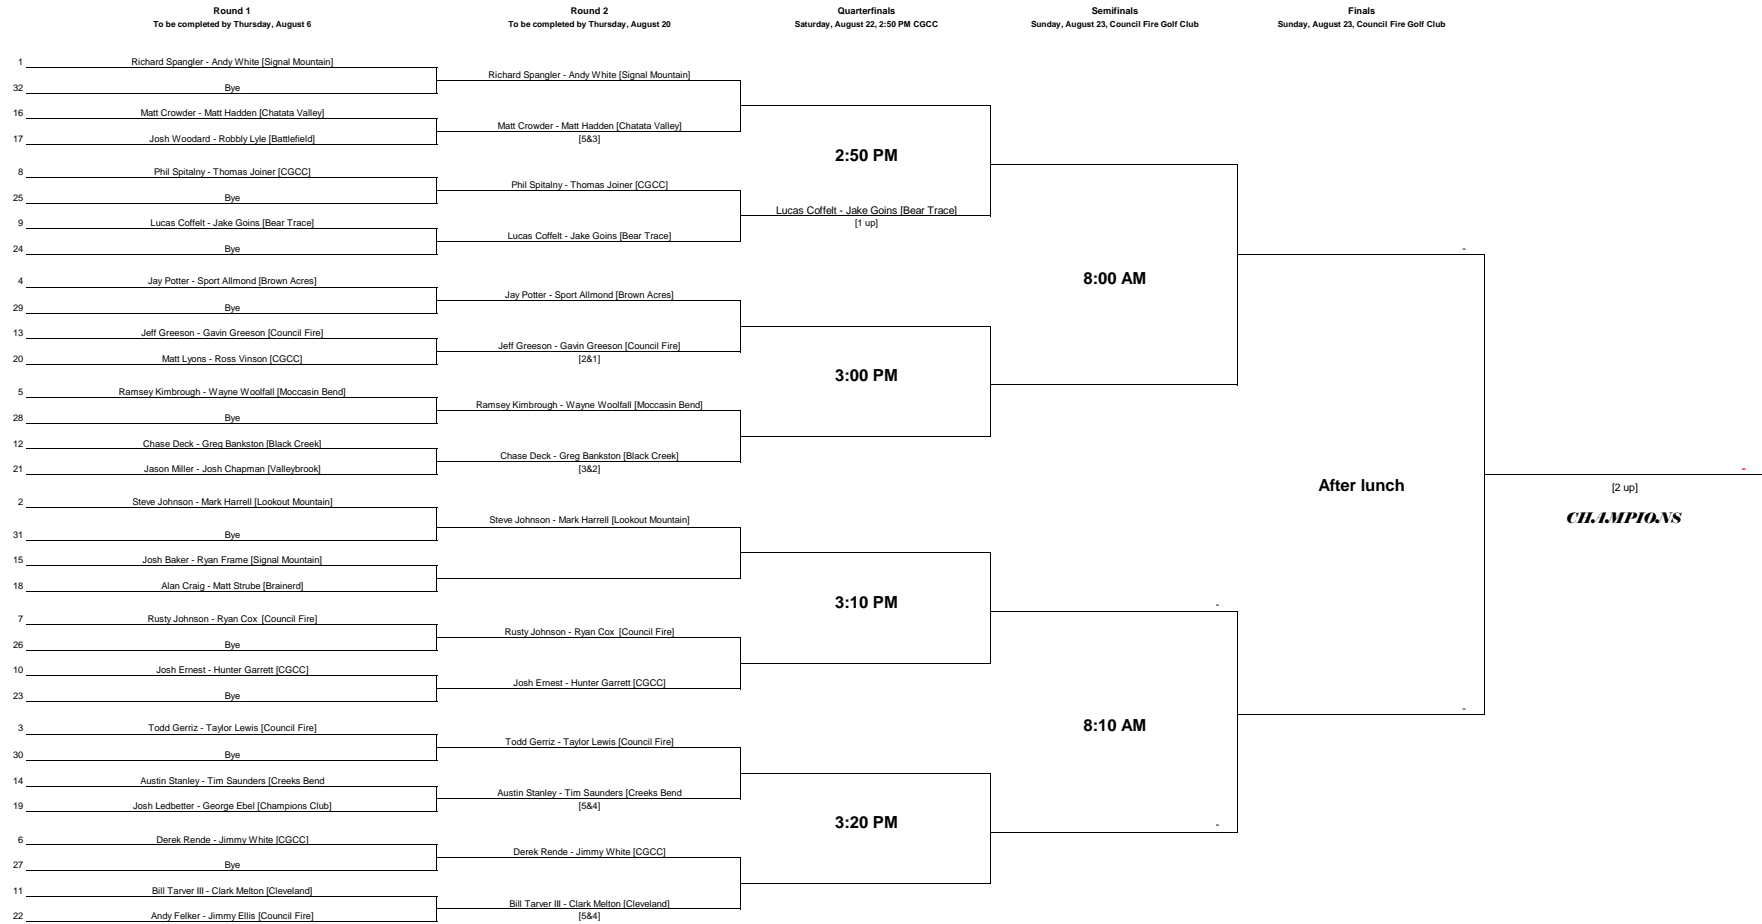 Round 1 Round 2 Quarterfinals Semifinals Finals
To be completed by Thursday, August 6 To be completed by Thursday, August 20 Saturday, August 22, 2:50 PM CGCC Sunday, August 23, Council Fire Golf Club Sunday, August 23, Council Fire Golf Club
1 Richard Spangler - Andy White [Signal Mountain]
Richard Spangler - Andy White [Signal Mountain]
32 Bye
16 Matt Crowder - Matt Hadden [Chatata Valley]
Matt Crowder - Matt Hadden [Chatata Valley]
17 Josh Woodard - Robbly Lyle [Battlefield] [5&3]
2:50 PM
8 Phil Spitalny - Thomas Joiner [CGCC]
Phil Spitalny - Thomas Joiner [CGCC]
25 Bye
Lucas Coffelt - Jake Goins [Bear Trace]
9 Lucas Coffelt - Jake Goins [Bear Trace] [1 up]
Lucas Coffelt - Jake Goins [Bear Trace]
24 Bye -
4 Jay Potter - Sport Allmond [Brown Acres] 8:00 AM
Jay Potter - Sport Allmond [Brown Acres]
29 Bye
13 Jeff Greeson - Gavin Greeson [Council Fire]
Jeff Greeson - Gavin Greeson [Council Fire]
20 Matt Lyons - Ross Vinson [CGCC] [2&1]
3:00 PM
5 Ramsey Kimbrough - Wayne Woolfall [Moccasin Bend]
Ramsey Kimbrough - Wayne Woolfall [Moccasin Bend]
28 Bye
12 Chase Deck - Greg Bankston [Black Creek]
Chase Deck - Greg Bankston [Black Creek]
21 Jason Miller - Josh Chapman [Valleybrook] [3&2] -
After lunch [2 up]
2 Steve Johnson - Mark Harrell [Lookout Mountain]
Steve Johnson - Mark Harrell [Lookout Mountain] CHAMPIONS
31 Bye
15 Josh Baker - Ryan Frame [Signal Mountain]
18 Alan Craig - Matt Strube [Brainerd]
3:10 PM -
7 Rusty Johnson - Ryan Cox [Council Fire]
Rusty Johnson - Ryan Cox [Council Fire]
26 Bye
10 Josh Ernest - Hunter Garrett [CGCC]
Josh Ernest - Hunter Garrett [CGCC]
23 Bye
-
3 Todd Gerriz - Taylor Lewis [Council Fire] 8:10 AM
Todd Gerriz - Taylor Lewis [Council Fire]
30 Bye
14 Austin Stanley - Tim Saunders [Creeks Bend
Austin Stanley - Tim Saunders [Creeks Bend
19 Josh Ledbetter - George Ebel [Champions Club] [5&4]
3:20 PM -
6 Derek Rende - Jimmy White [CGCC]
Derek Rende - Jimmy White [CGCC]
27 Bye
11 Bill Tarver III - Clark Melton [Cleveland]
Bill Tarver III - Clark Melton [Cleveland]
22 Andy Felker - Jimmy Ellis [Council Fire] [5&4]